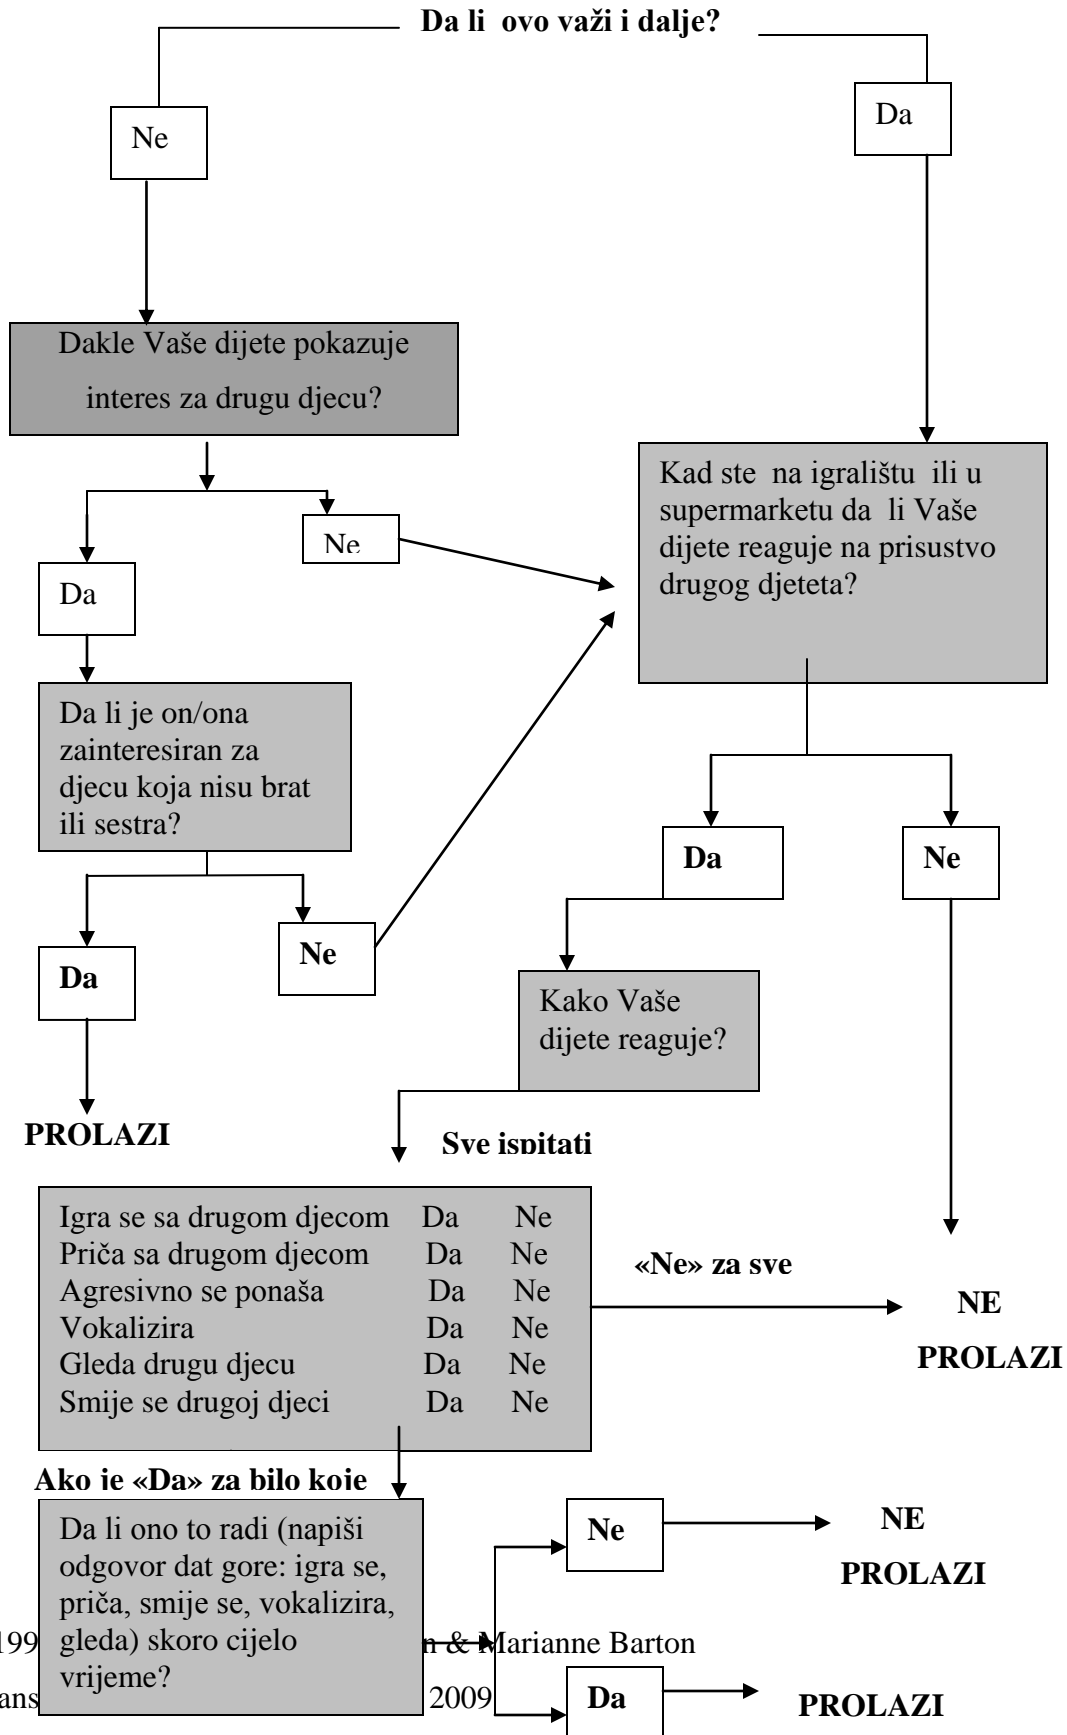 Da li ovo važi i dalje?
Ne
Da
Dakle Vaše dijete pokazuje
interes za drugu djecu?
Kad ste na igralištu ili u
supermarketu da li Vaše
dijete reaguje na prisustvo
drugog djeteta?
Ne
Da
Da li je on/ona
zainteresiran za
djecu koja nisu brat
ili sestra?
Da
Ne
Da
Ne
Kako Vaše
dijete reaguje?
PROLAZI
Sve ispitati
Igra se sa drugom djecom Da Ne
Priča sa drugom djecom Da Ne
Agresivno se ponaša Da Ne
Vokalizira Da Ne
Gleda drugu djecu Da Ne
Smije se drugoj djeci Da Ne
«Ne» za sve
NE
PROLAZI
Ako je «Da» za bilo koje
Da li ono to radi (napiši
odgovor dat gore: igra se,
priča, smije se, vokalizira,
gleda) skoro cijelo
vrijeme?
Ne
NE
PROLAZI
199 n & Marianne Barton
ans 2009
Da
PROLAZI